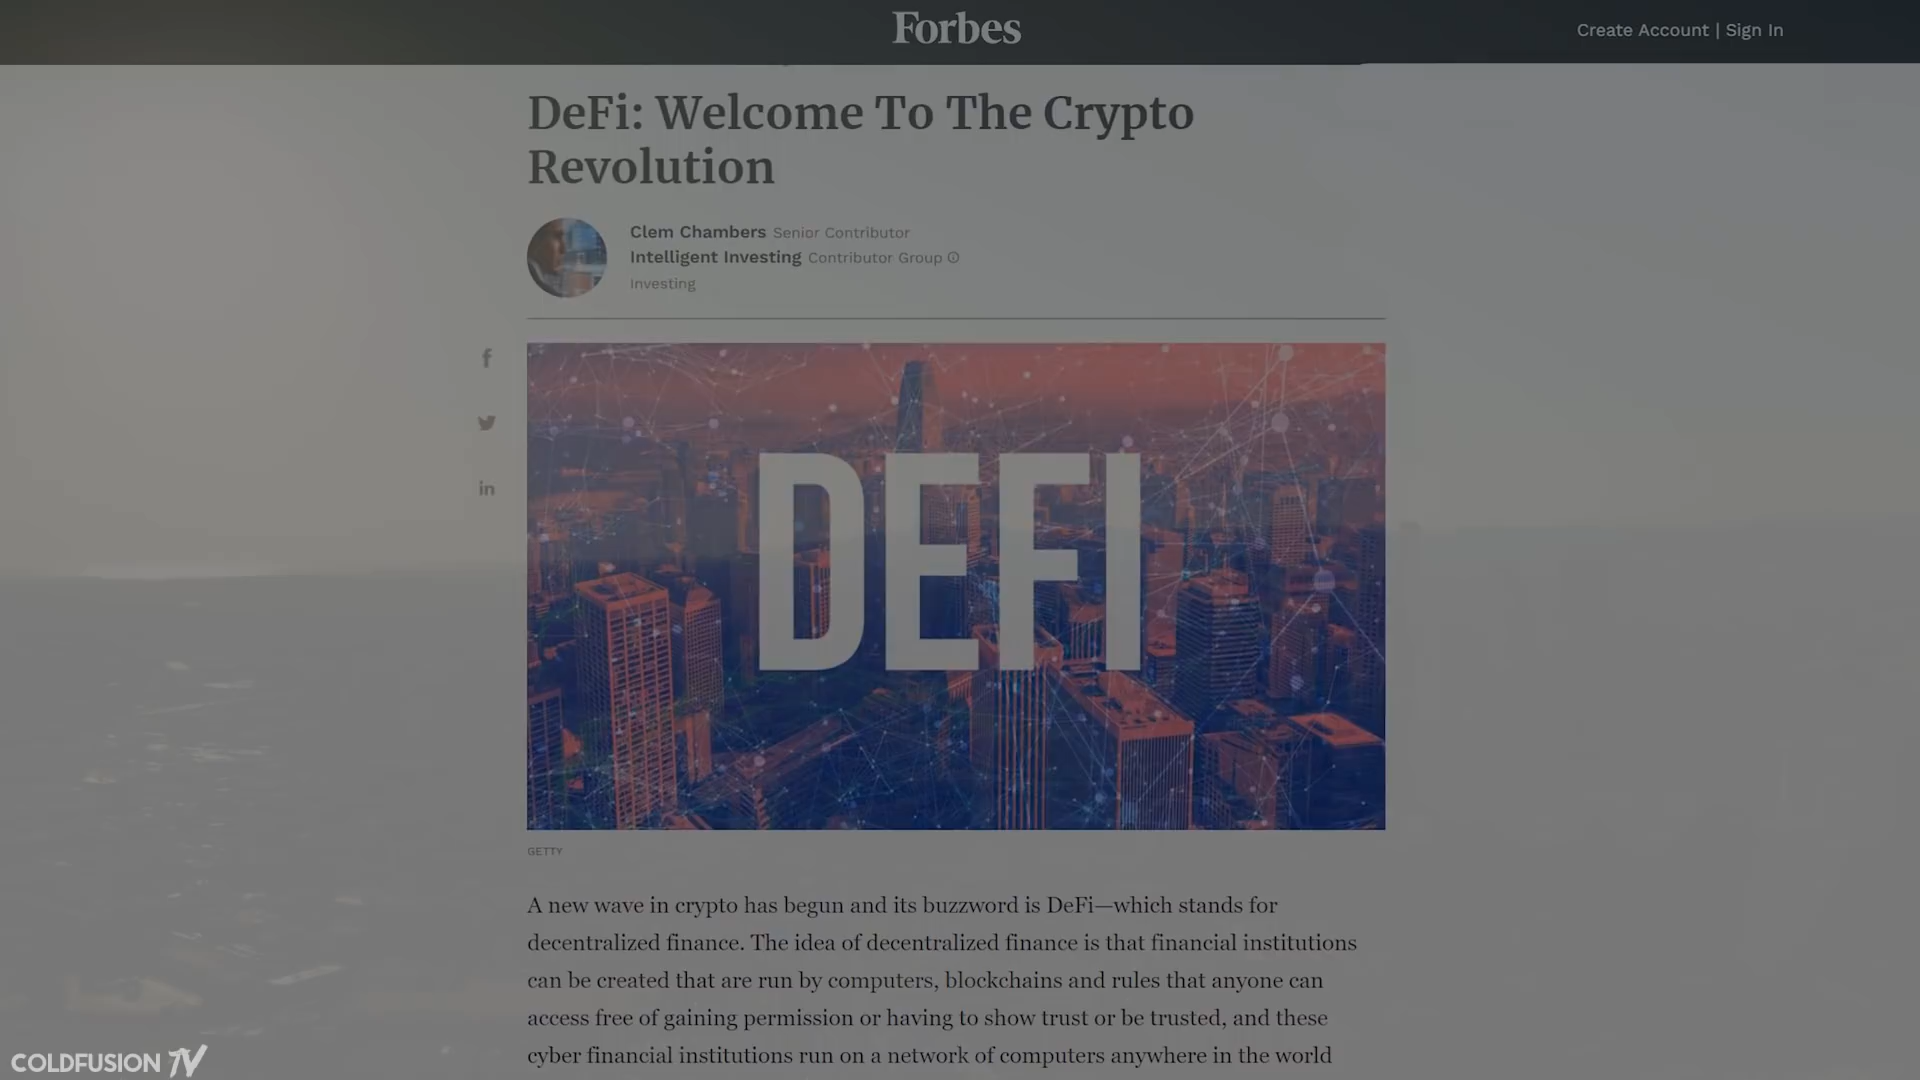 Forbes
Create Account | Sign In
DeFi: Welcome To The Crypto
Revolution
Clem Chambers Senior Contributor
Intelligent Investing Contributor Group
Investing
f
in
DEFI
GETTY
A new wave in crypto has begun and its buzzword is DeFi—which stands for
decentralized finance. The idea of decentralized finance is that financial institutions
can be created that are run by computers, blockchains and rules that anyone can
access free of gaining permission or having to show trust or be trusted, and these
cyber financial institutions run on a network of computers anywhere in the world
COLDFUSION TV